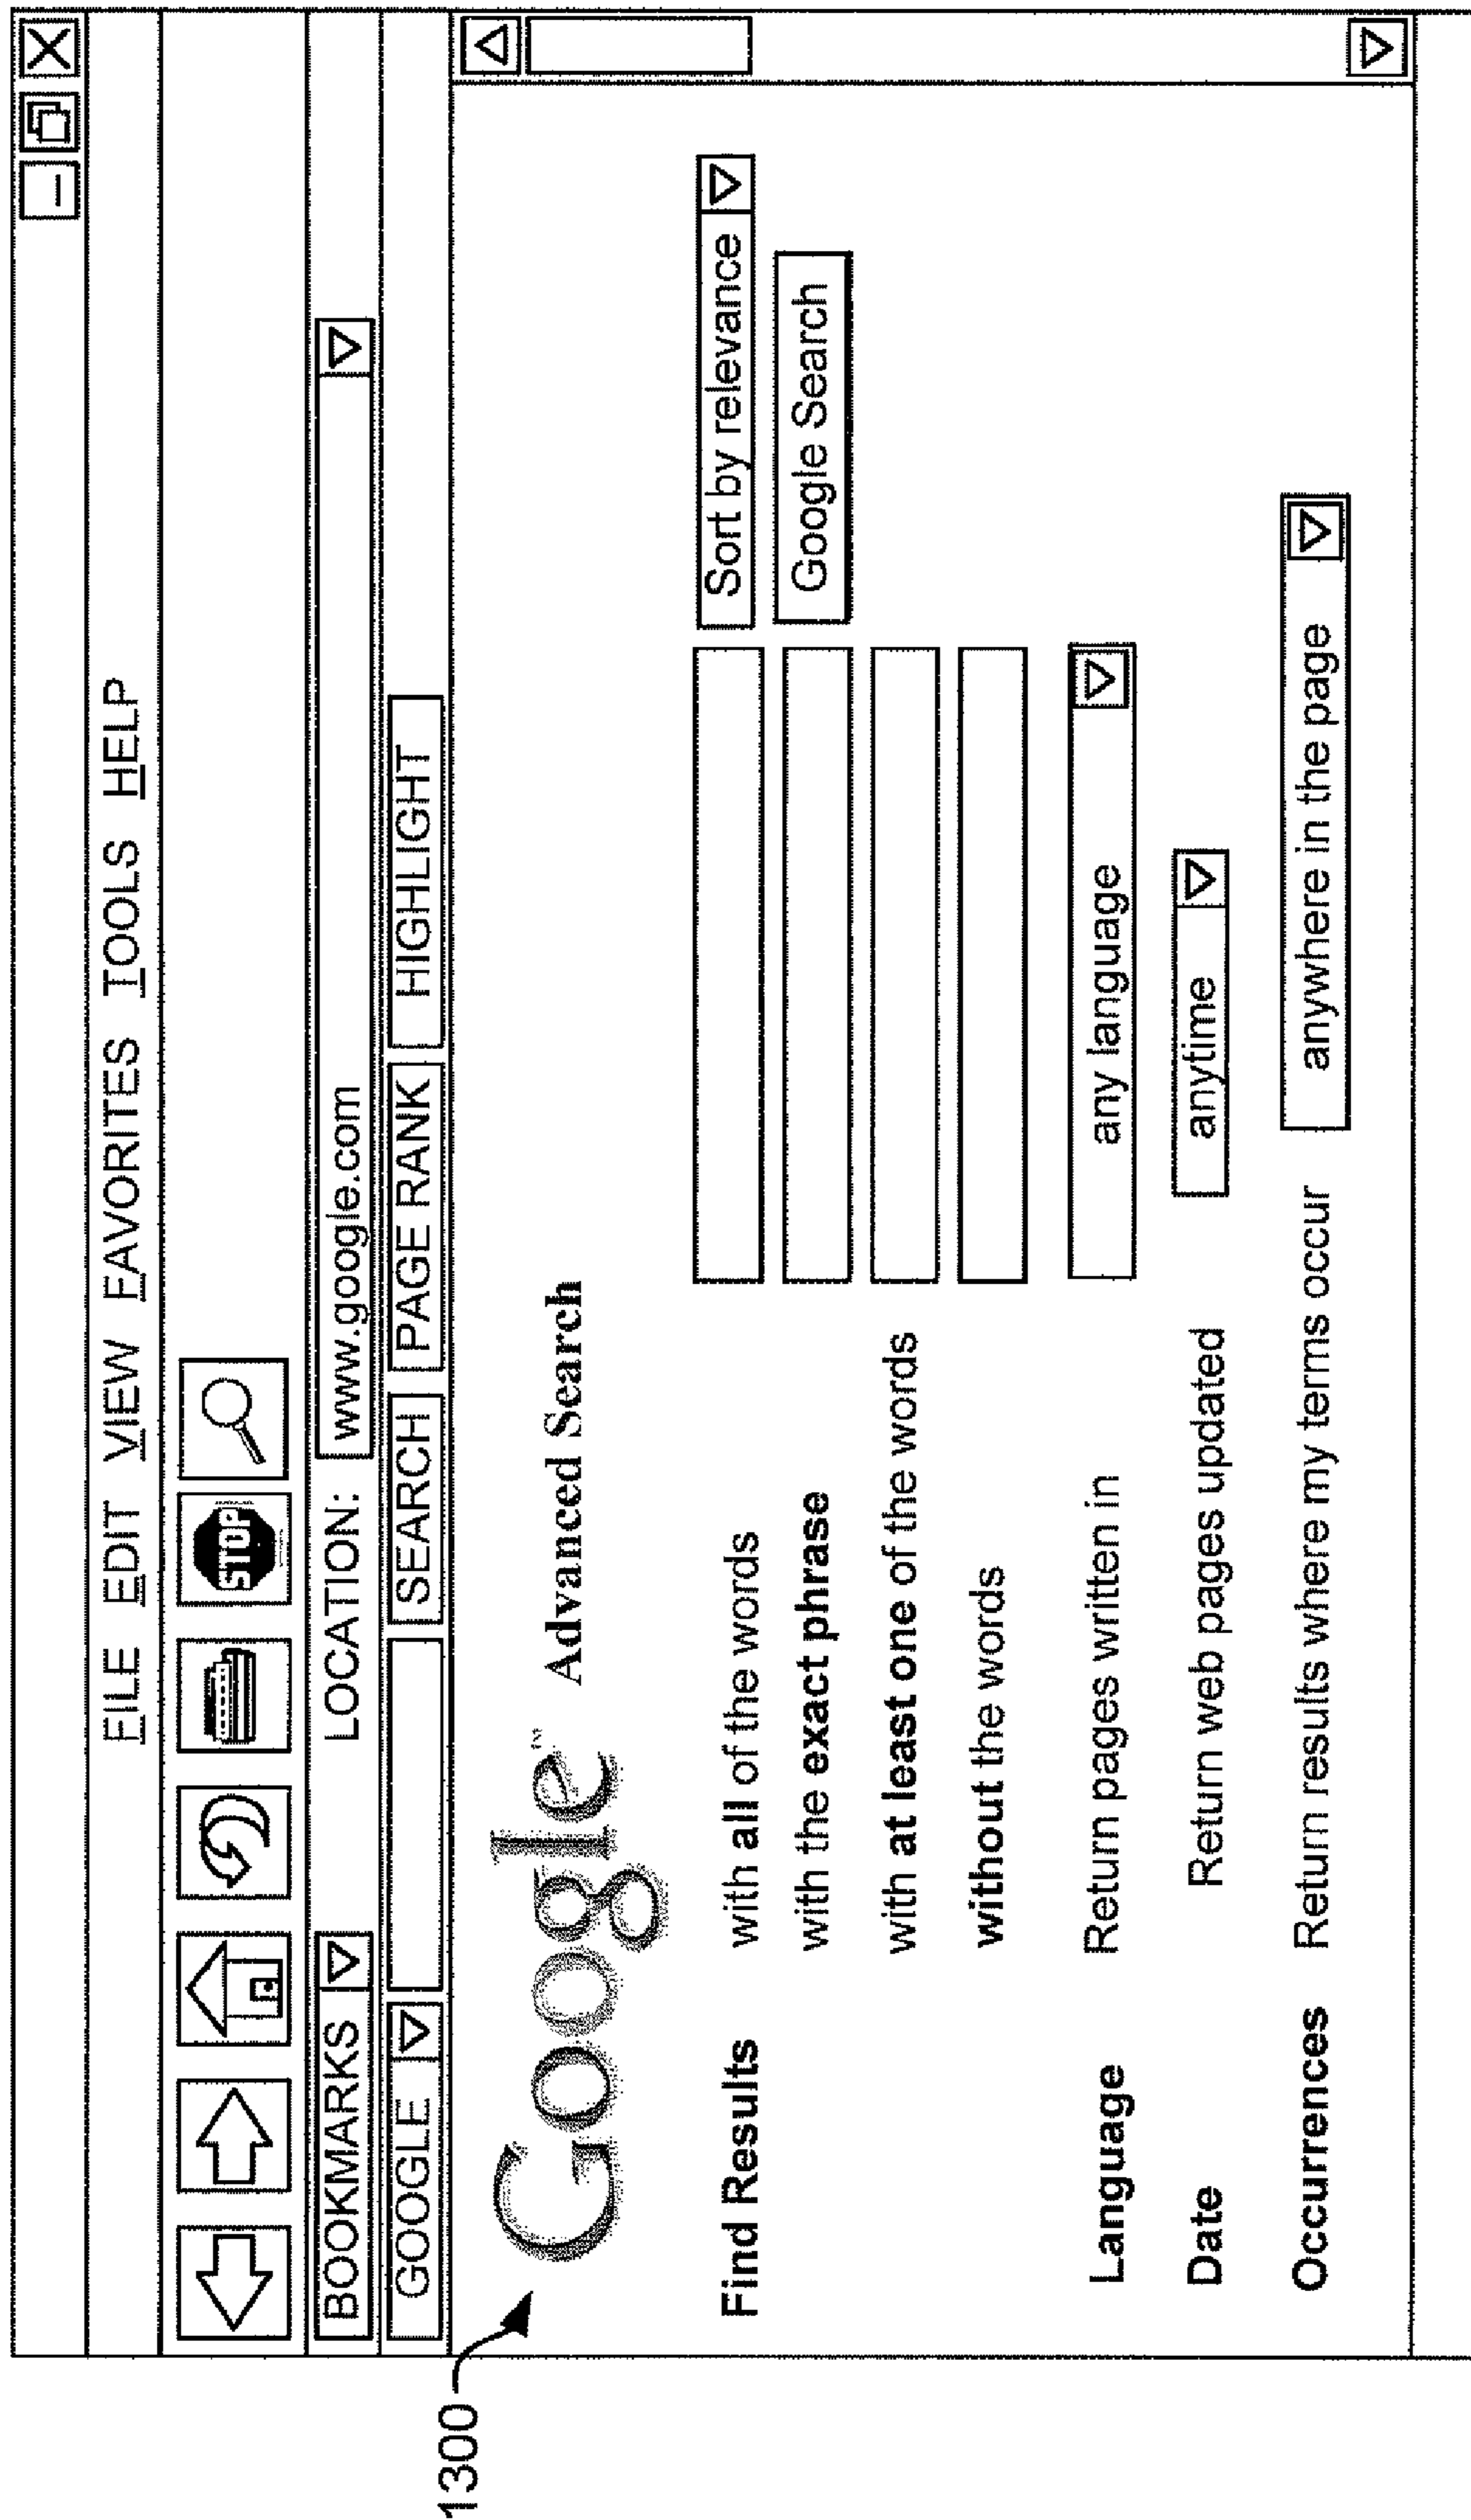 FILE EDIT VIEW FAVORITES TOOLS HELP
STOP
BOOKMARKS LOCATION: www.google.com
GOOGLE SEARCH PAGE RANK HIGHLIGHT
1300
Google Advanced Search
Find Results with all of the words Sort by relevance
with the exact phrase Google Search
with at least one of the words
without the words
Language Return pages written in any language
Date Return web pages updated anytime
Occurrences Return results where my terms occur anywhere in the page